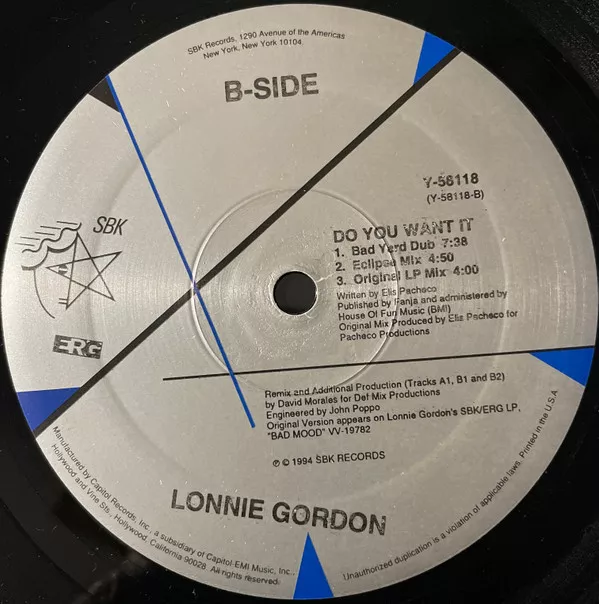 SBK Records, 1290 Avenue of the Americas
New York, New York 10104
B-SIDE
Y-58118
(Y-58118-B)
SBK
ERG
DO YOU WANT IT
1. Bad Yard Dub 7:38
2. Eclipse Mix 4:50
3. Original LP Mix 4:00
Written by Elis Pacheco
Published by Fanja and administered by
House Of Fun Music (BMI)
Original Mix Produced by Elis Pacheco for
Pacheco Productions
Remix and Additional Production (Tracks A1, B1 and B2)
by David Morales for Def Mix Productions
Engineered by John Poppo
Original Version appears on Lonnie Gordon's SBK/ERG LP,
"BAD MOOD" VV-19782
℗ © 1994 SBK RECORDS
LONNIE GORDON
Manufactured by Capitol Records, Inc., a subsidiary of Capitol-EMI Music, Inc.,
Hollywood and Vine Sts., Hollywood, California 90028. All rights reserved.
Unauthorized duplication is a violation of applicable laws. Printed in the U.S.A.